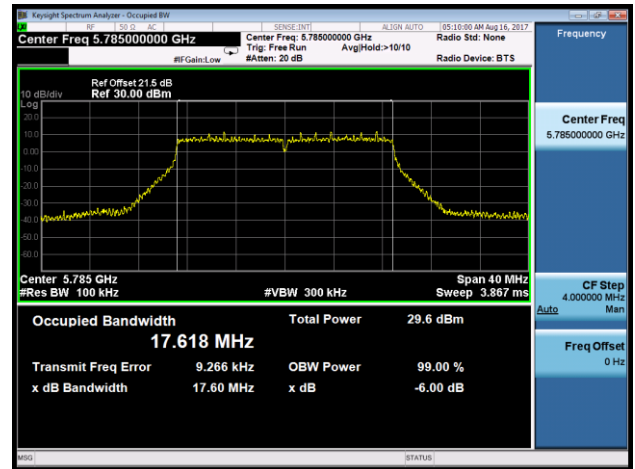 Keysight Spectrum Analyzer - Occupied BW
RF 50 Ω AC SENSE:INT ALIGN AUTO 05:10:00 AM Aug 16, 2017
Center Freq 5.785000000 GHz Center Freq: 5.785000000 GHz Radio Std: None Frequency
Trig: Free Run Avg|Hold:>10/10
#IFGain:Low #Atten: 20 dB Radio Device: BTS
Ref Offset 21.5 dB
10 dB/div Ref 30.00 dBm
Log
20.0
10.0
0.00
-10.0
-20.0
-30.0
-40.0
-50.0
-60.0
Center Freq
5.785000000 GHz
Center 5.785 GHz Span 40 MHz
#Res BW 100 kHz #VBW 300 kHz Sweep 3.867 ms
CF Step
4.000000 MHz
Auto Man
Occupied Bandwidth Total Power 29.6 dBm
17.618 MHz
Freq Offset
0 Hz
Transmit Freq Error 9.266 kHz OBW Power 99.00 %
x dB Bandwidth 17.60 MHz x dB -6.00 dB
MSG STATUS